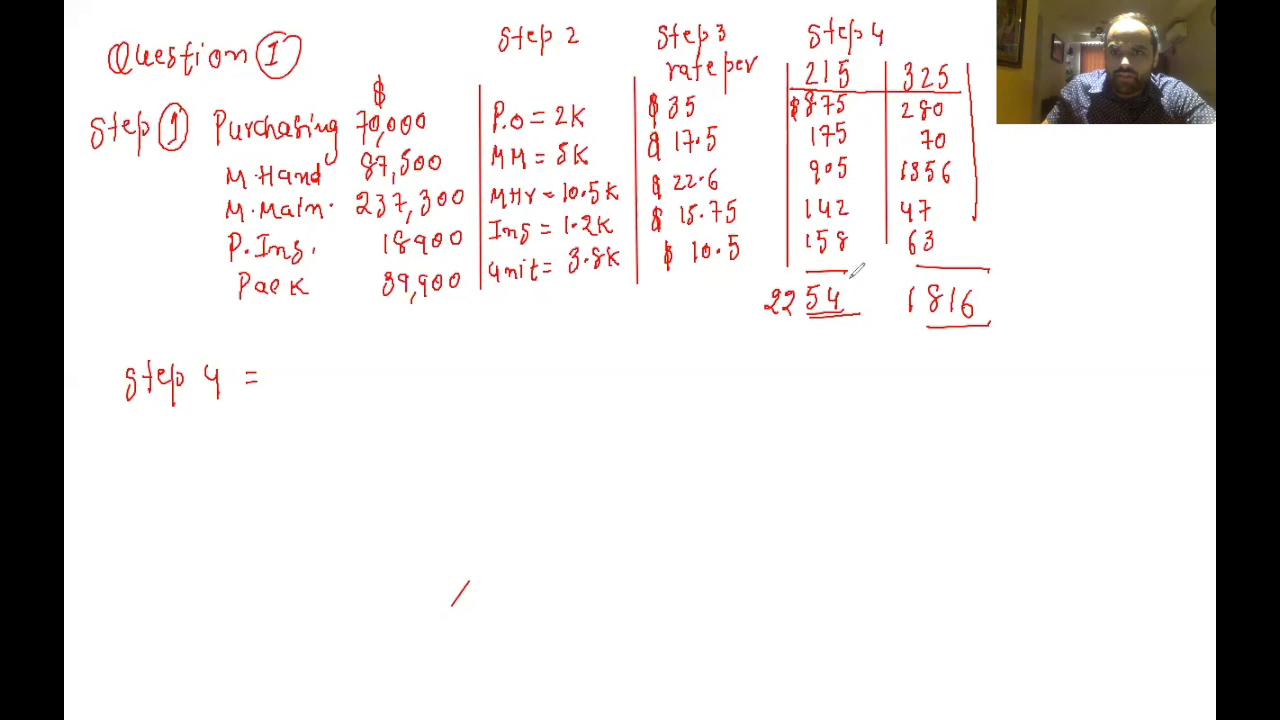 Question 1
Step 2 Step 3 Step 4
rate per 215 325
$
Step 1 Purchasing 70,000 P.O = 2K $ 35 $875 280
M.Hand 87,500 MM = 5K $ 17.5 175 70
M.Main. 237,300 MHr = 10.5K $ 22.6 905 1356
P.Ins. 18900 Ins = 1.2K $ 15.75 142 47
Pack 39,900 Unit = 3.8K $ 10.5 158 63
2254 1816
Step 4 =